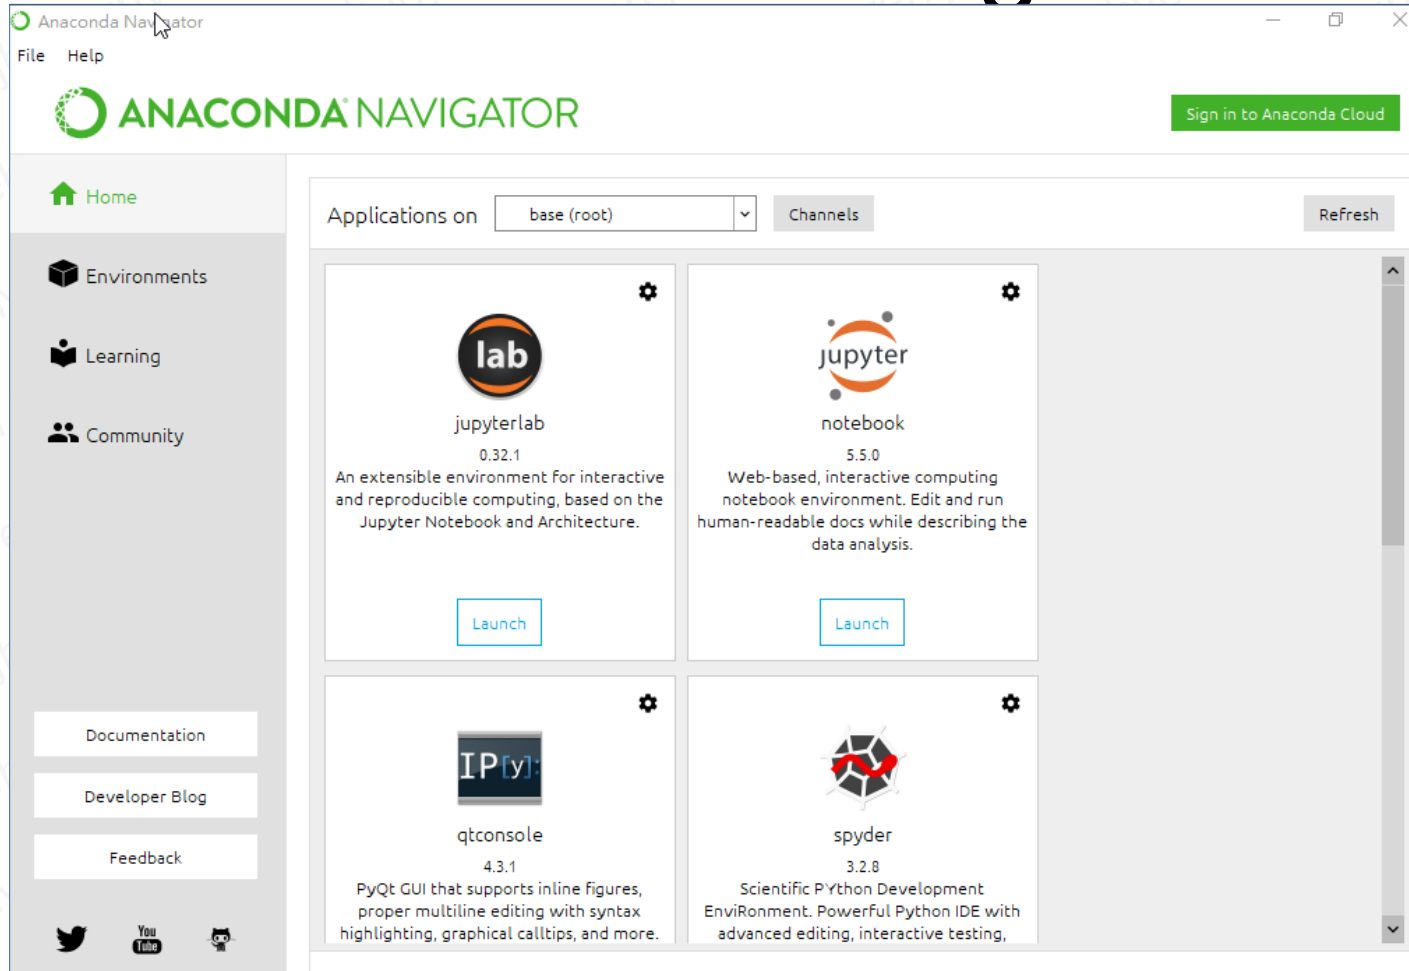 Anaconda Navigator
File Help
ANACONDA NAVIGATOR
Sign in to Anaconda Cloud
Home
Environments
Learning
Community
Documentation
Developer Blog
Feedback
You
Tube
Applications on base (root) Channels Refresh
lab
jupyterlab
0.32.1
An extensible environment for interactive
and reproducible computing, based on the
Jupyter Notebook and Architecture.
Launch
jupyter
notebook
5.5.0
Web-based, interactive computing
notebook environment. Edit and run
human-readable docs while describing the
data analysis.
Launch
IP[y]:
qtconsole
4.3.1
PyQt GUI that supports inline figures,
proper multiline editing with syntax
highlighting, graphical calltips, and more.
spyder
3.2.8
Scientific PYthon Development
EnviRonment. Powerful Python IDE with
advanced editing, interactive testing,